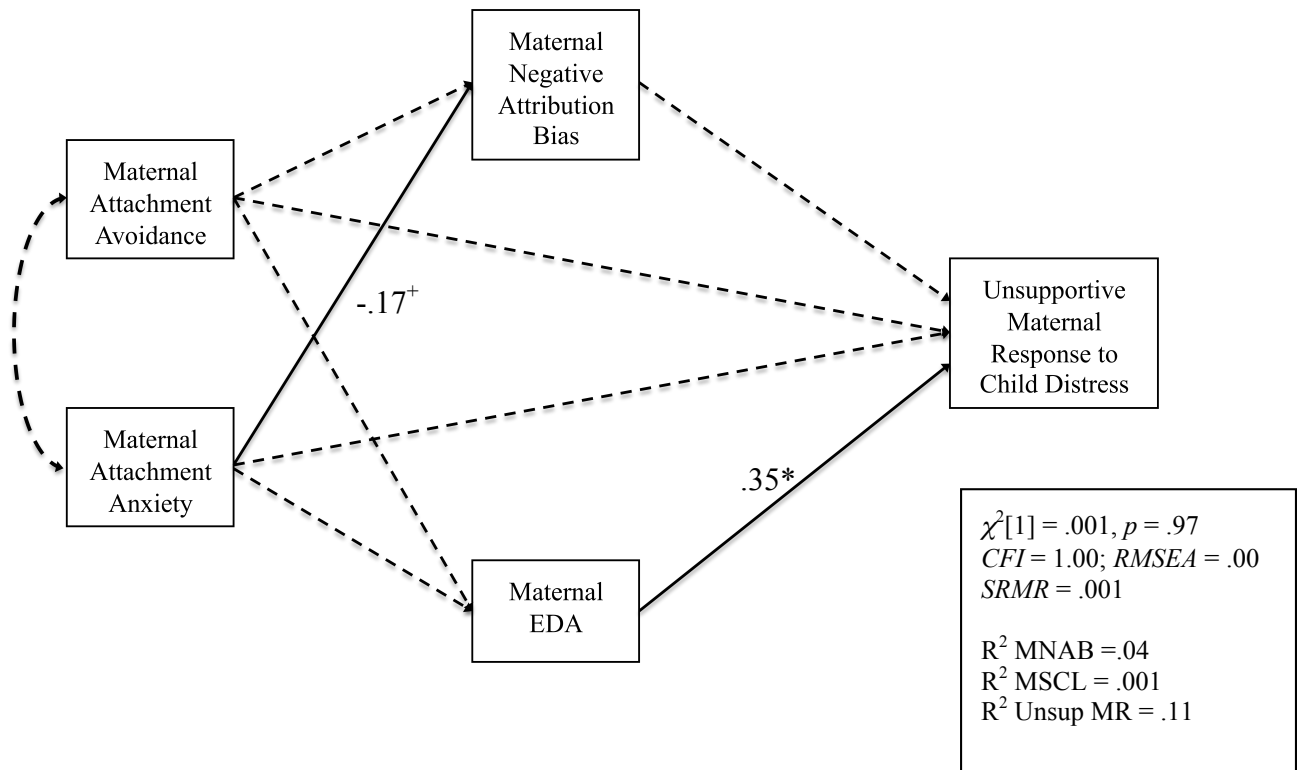 Maternal
Negative
Attribution
Bias
Maternal
Attachment
Avoidance
-.17⁺
Unsupportive
Maternal
Response to
Child Distress
Maternal
Attachment
Anxiety
.35*
Maternal
EDA
χ²[1] = .001, p = .97
CFI = 1.00; RMSEA = .00
SRMR = .001
R² MNAB =.04
R² MSCL = .001
R² Unsup MR = .11